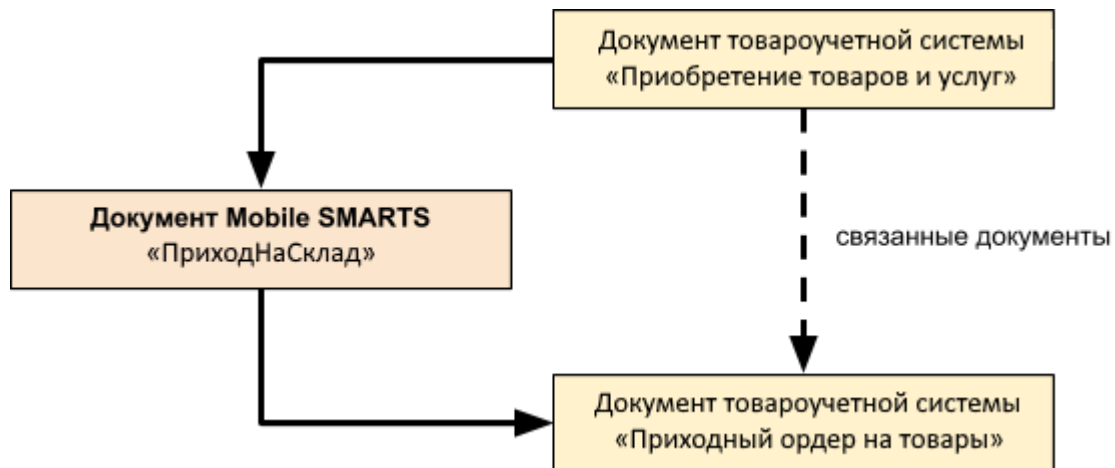 Документ товароучетной системы
«Приобретение товаров и услуг»
Документ Mobile SMARTS
«ПриходНаСклад»
связанные документы
Документ товароучетной системы
«Приходный ордер на товары»